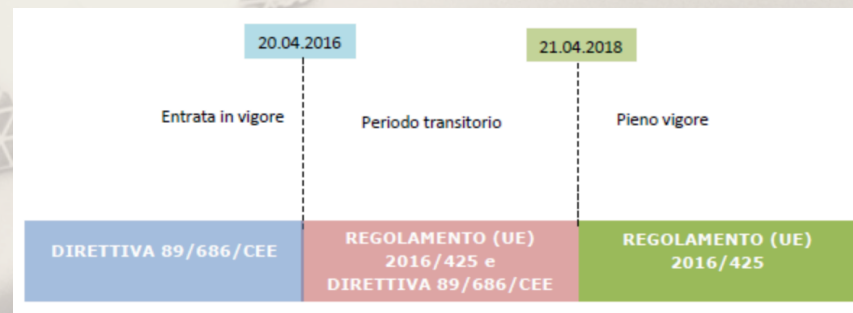 20.04.2016
21.04.2018
Entrata in vigore
Periodo transitorio
Pieno vigore
DIRETTIVA 89/686/CEE
REGOLAMENTO (UE)
2016/425 e
DIRETTIVA 89/686/CEE
REGOLAMENTO (UE)
2016/425